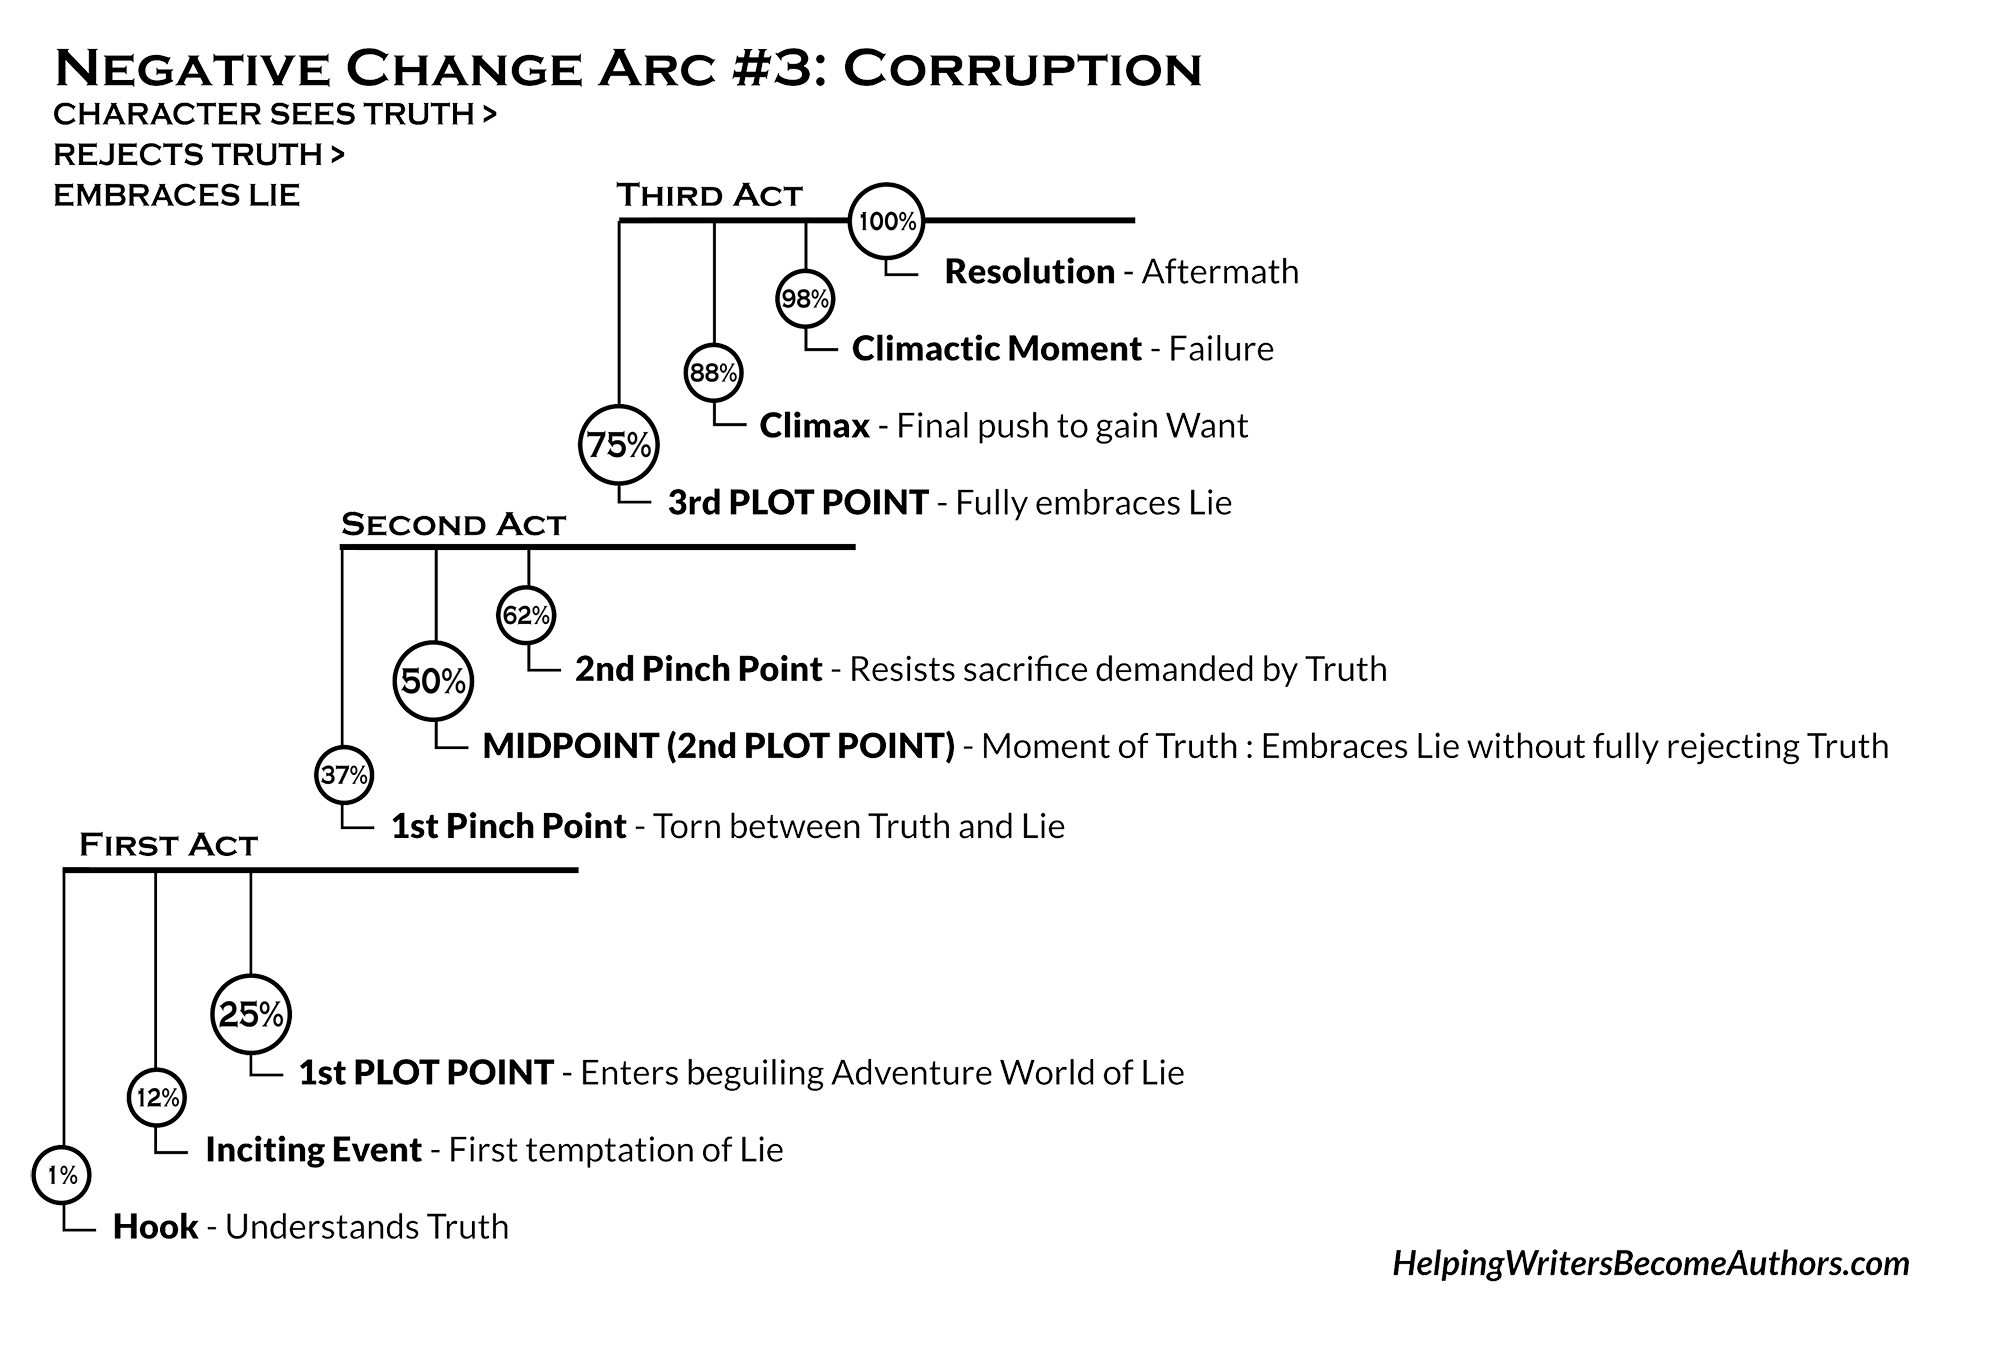 NEGATIVE CHANGE ARC #3: CORRUPTION
CHARACTER SEES TRUTH >
REJECTS TRUTH >
EMBRACES LIE
THIRD ACT
100%
Resolution - Aftermath
98%
Climactic Moment - Failure
88%
Climax - Final push to gain Want
75%
3rd PLOT POINT - Fully embraces Lie
SECOND ACT
62%
2nd Pinch Point - Resists sacrifice demanded by Truth
50%
MIDPOINT (2nd PLOT POINT) - Moment of Truth : Embraces Lie without fully rejecting Truth
37%
1st Pinch Point - Torn between Truth and Lie
FIRST ACT
25%
1st PLOT POINT - Enters beguiling Adventure World of Lie
12%
Inciting Event - First temptation of Lie
1%
Hook - Understands Truth
HelpingWritersBecomeAuthors.com